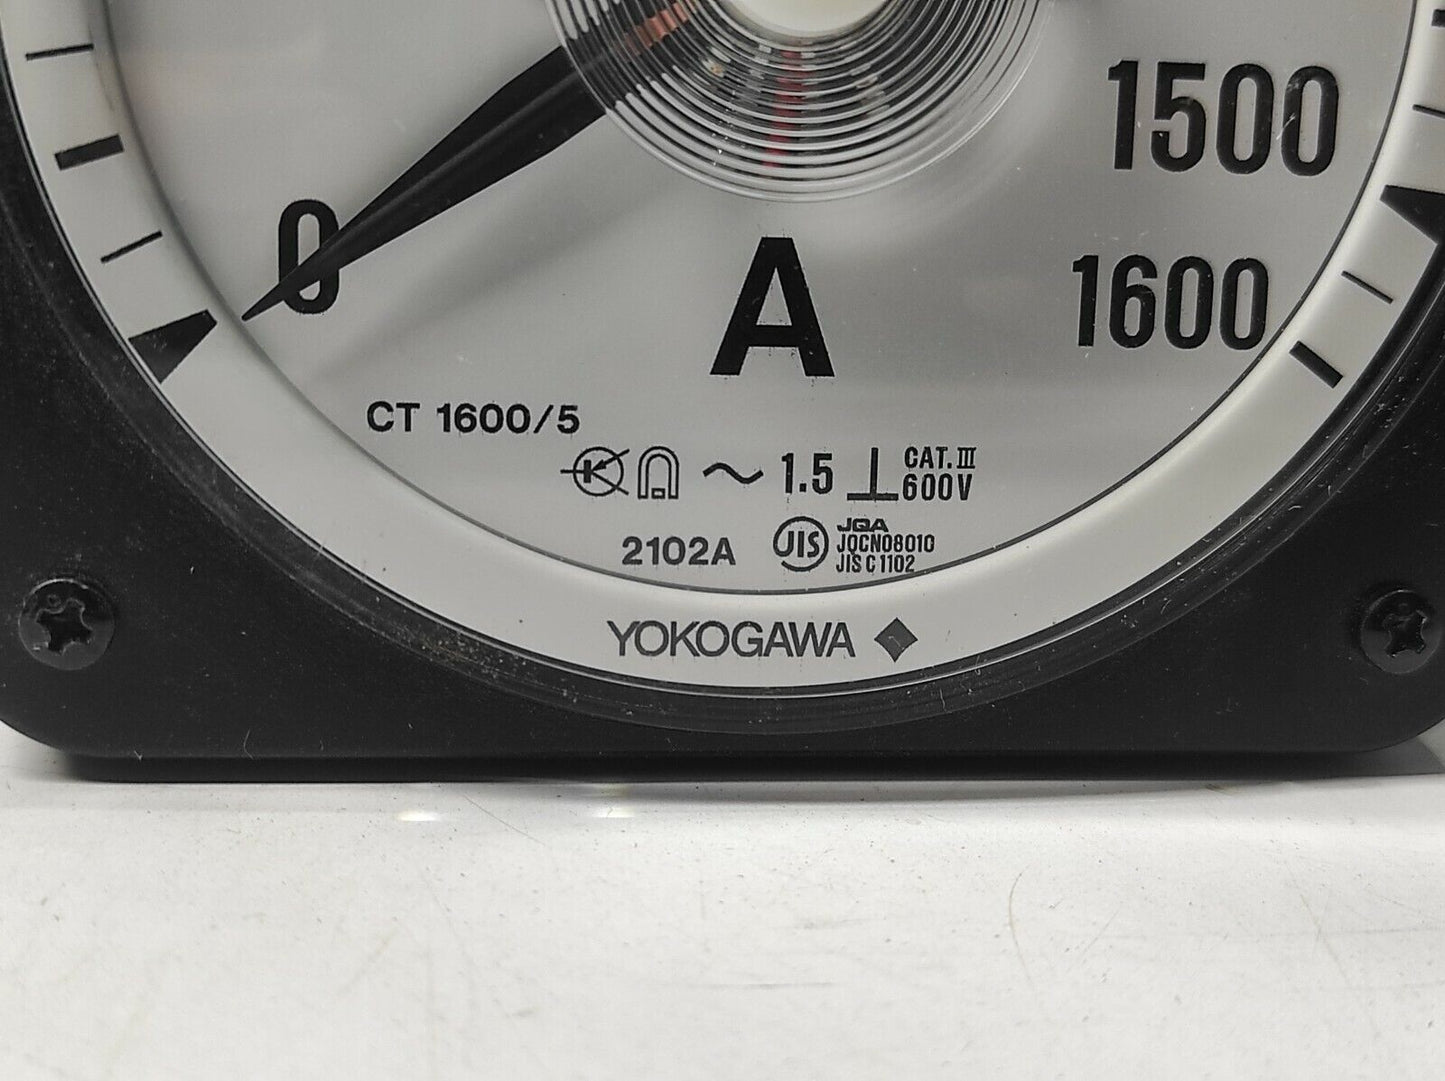 1500
0
A
1600
CT 1600/5
~ 1.5 CAT. III
600V
2102A JIS JQA
JQCN08010
JIS C 1102
YOKOGAWA